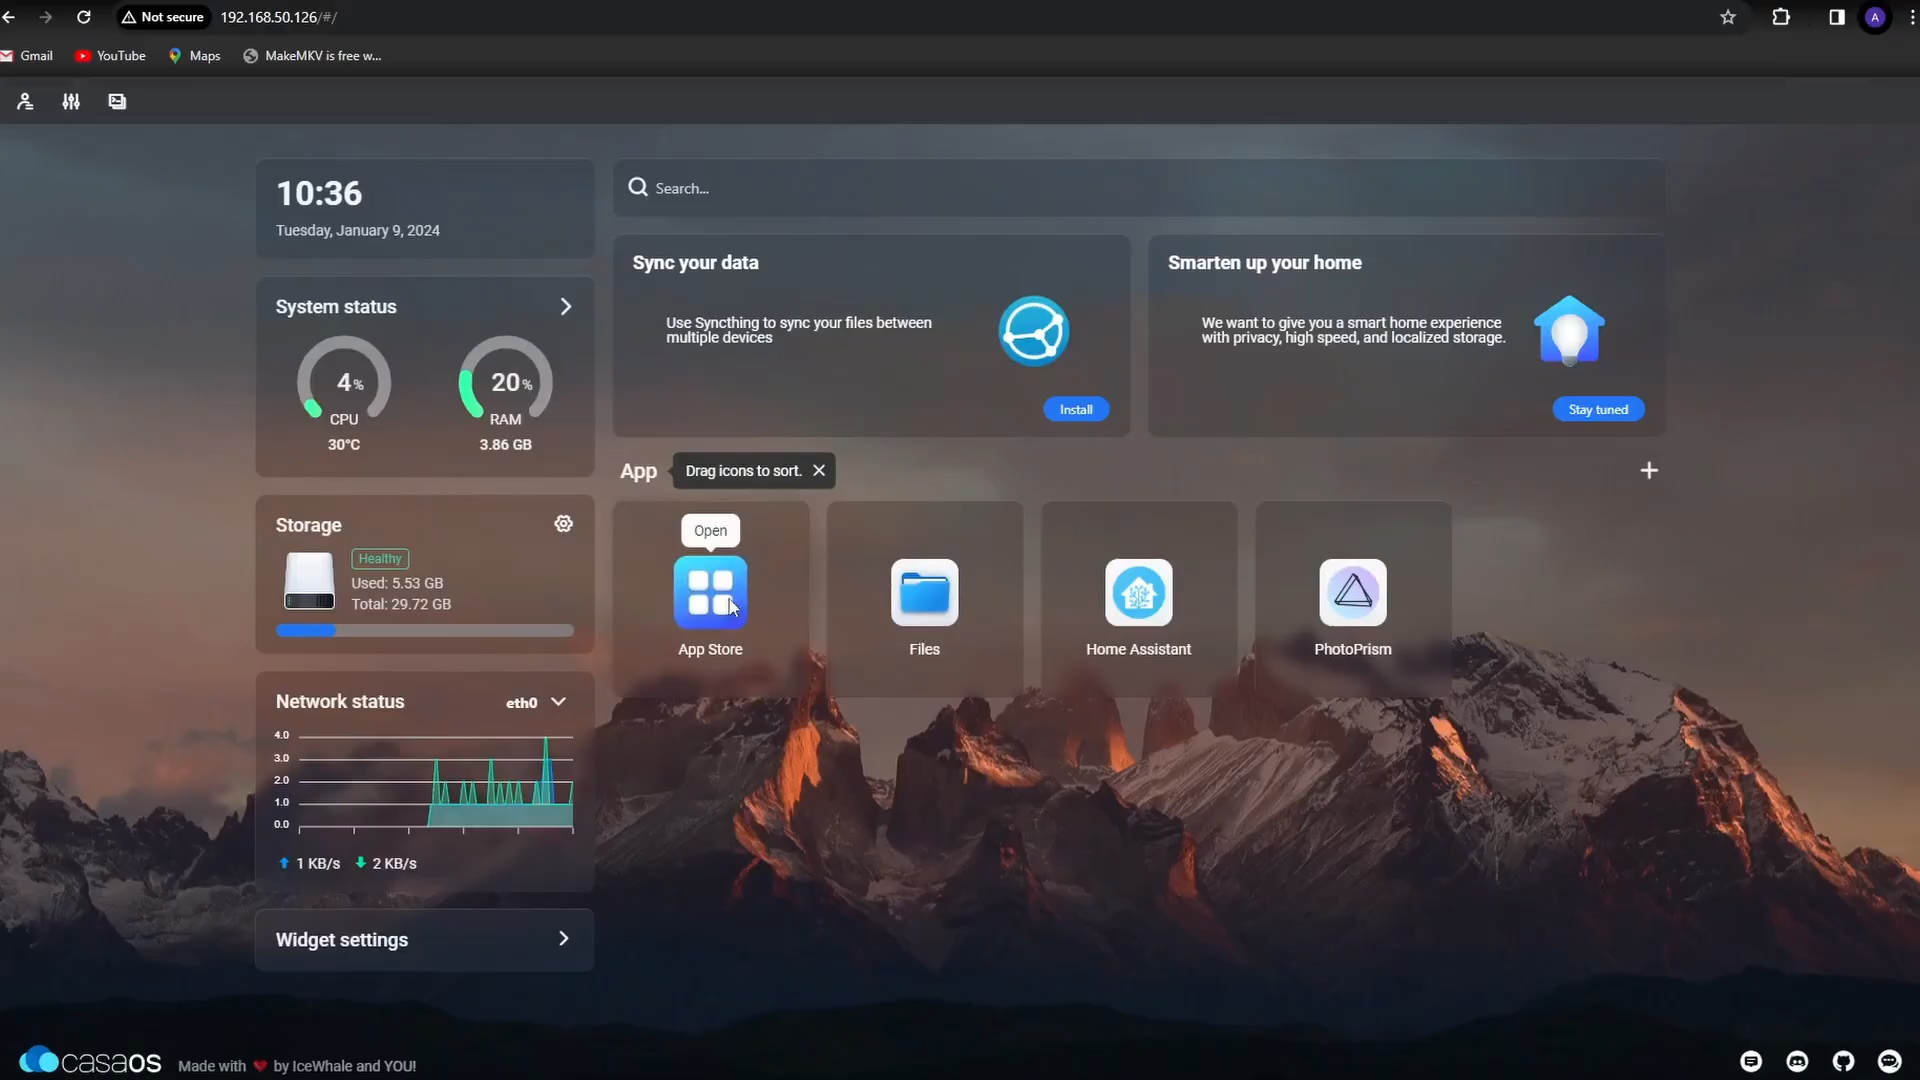 Not secure
192.168.50.126/#/
A
Gmail
YouTube
Maps
MakeMKV is free w...
10:36
Tuesday, January 9, 2024
Search...
System status
4%
CPU
30°C
20%
RAM
3.86 GB
Sync your data
Use Syncthing to sync your files between
multiple devices
Install
Smarten up your home
We want to give you a smart home experience
with privacy, high speed, and localized storage.
Stay tuned
App
Drag icons to sort.
Storage
Healthy
Used: 5.53 GB
Total: 29.72 GB
Open
App Store
Files
Home Assistant
PhotoPrism
Network status
eth0
4.0
3.0
2.0
1.0
0.0
1 KB/s
2 KB/s
Widget settings
casaOS
Made with ❤ by IceWhale and YOU!